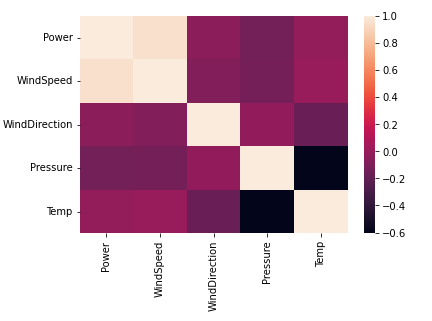 Power
WindSpeed
WindDirection
Pressure
Temp
Power
WindSpeed
WindDirection
Pressure
Temp
1.0
0.8
0.6
0.4
0.2
0.0
−0.2
−0.4
−0.6